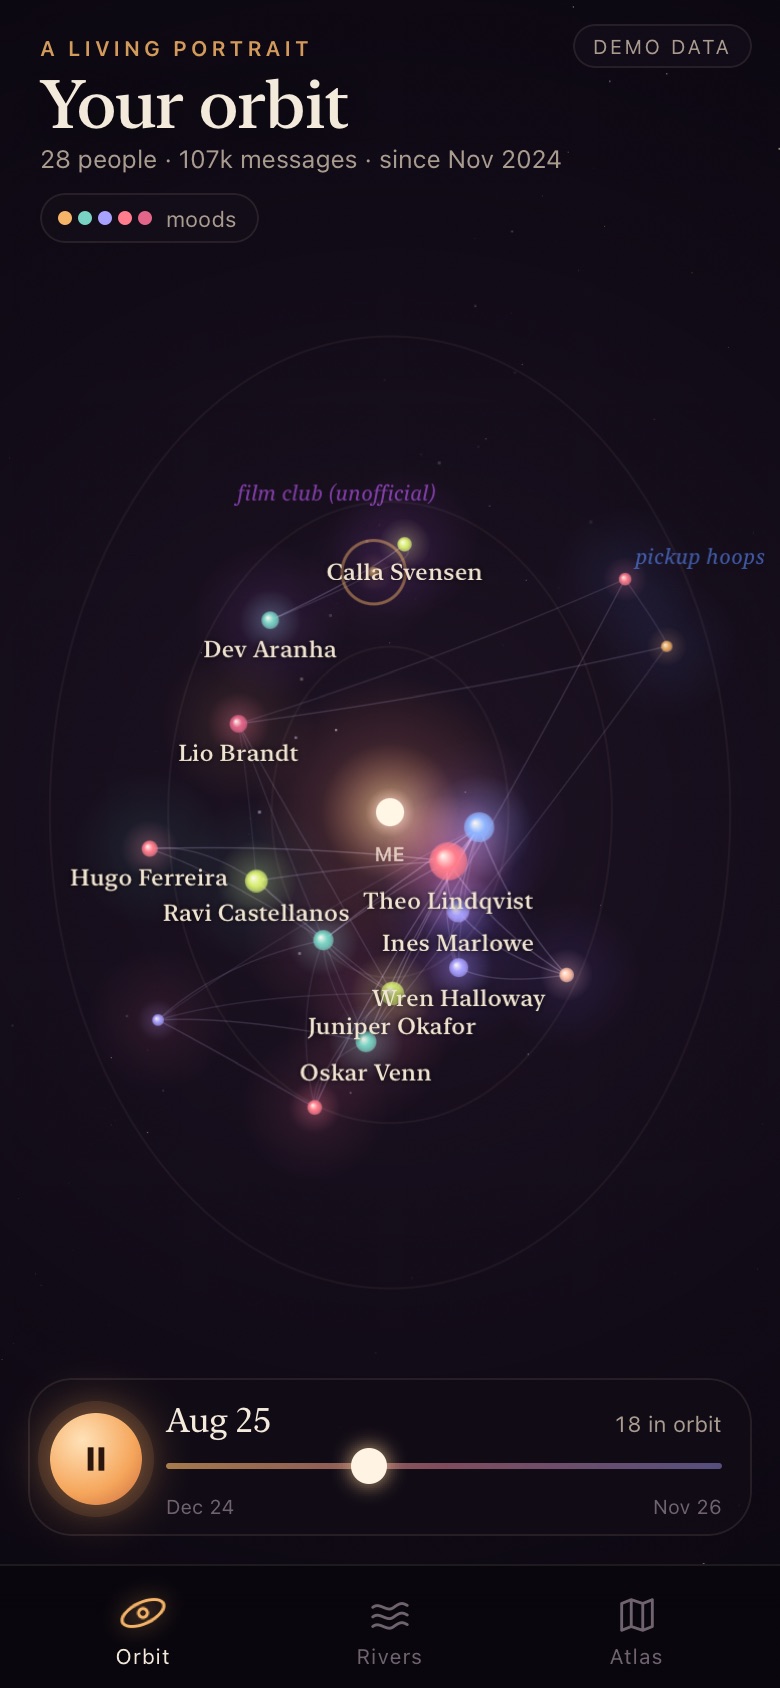 A LIVING PORTRAIT
DEMO DATA
Your orbit
28 people · 107k messages · since Nov 2024
moods
film club (unofficial)
pickup hoops
Calla Svensen
Dev Aranha
Lio Brandt
ME
Hugo Ferreira
Theo Lindqvist
Ravi Castellanos
Ines Marlowe
Wren Halloway
Juniper Okafor
Oskar Venn
Aug 25
18 in orbit
Dec 24
Nov 26
Orbit
Rivers
Atlas